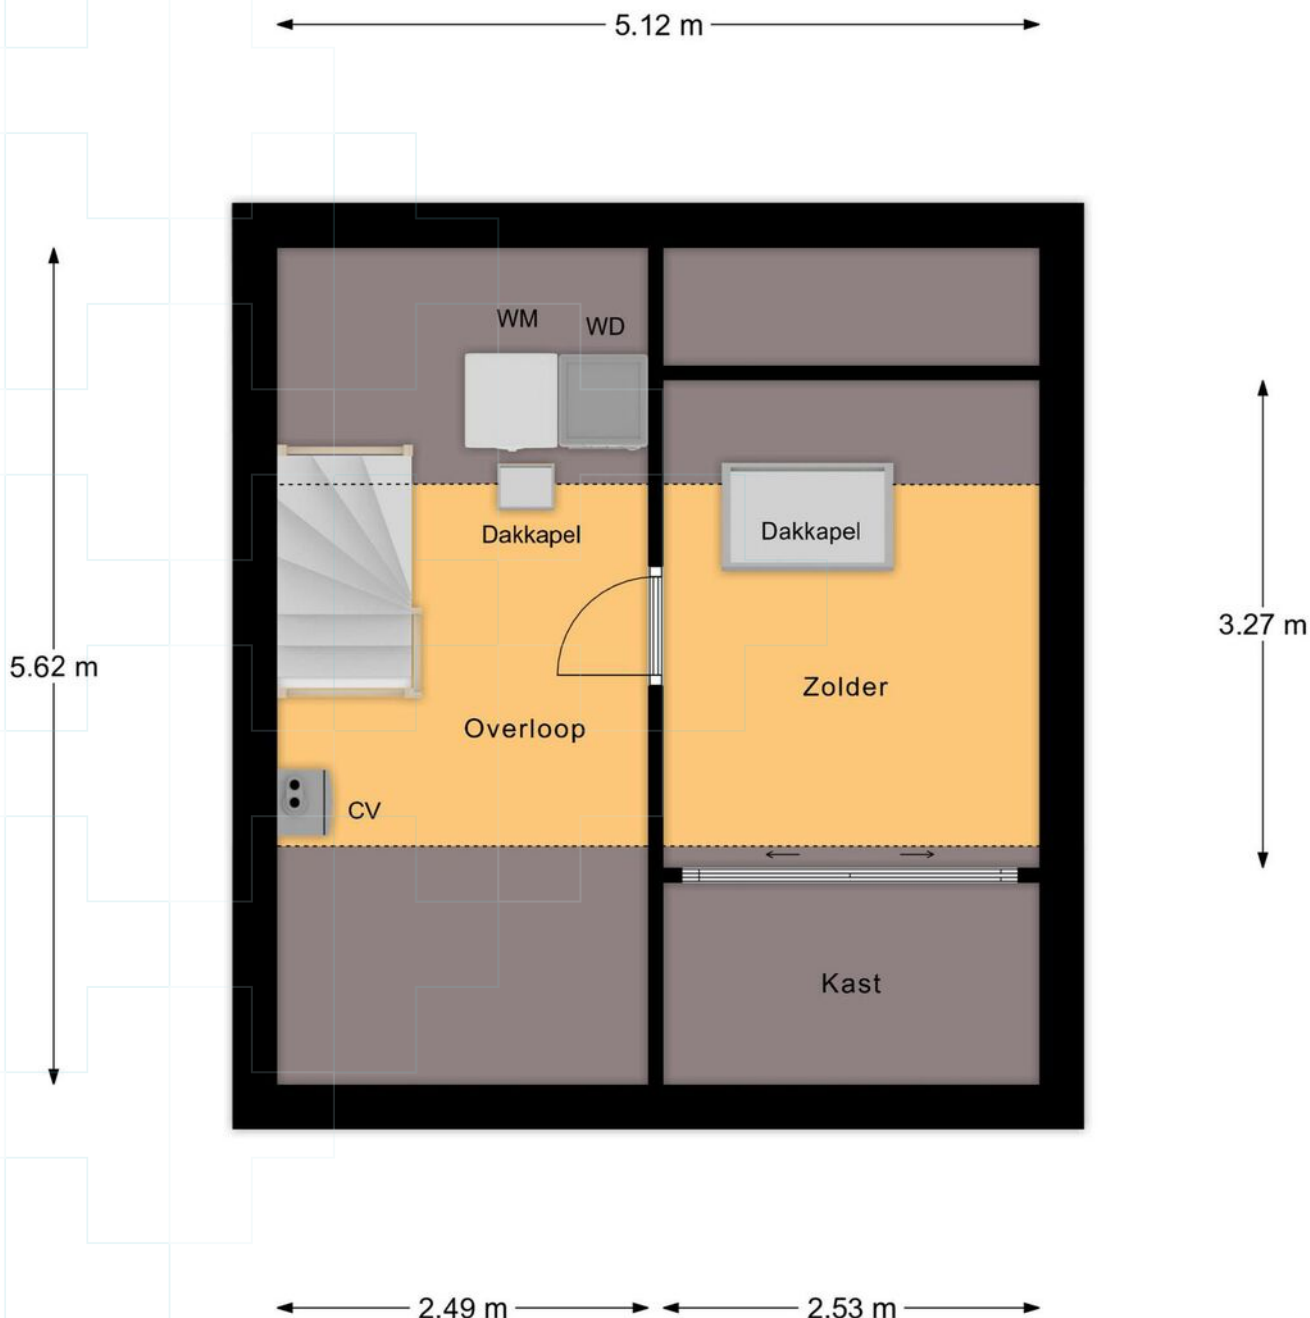 5.12 m
WM
WD
Dakkapel
Dakkapel
3.27 m
5.62 m
Zolder
Overloop
CV
Kast
2.49 m
2.53 m